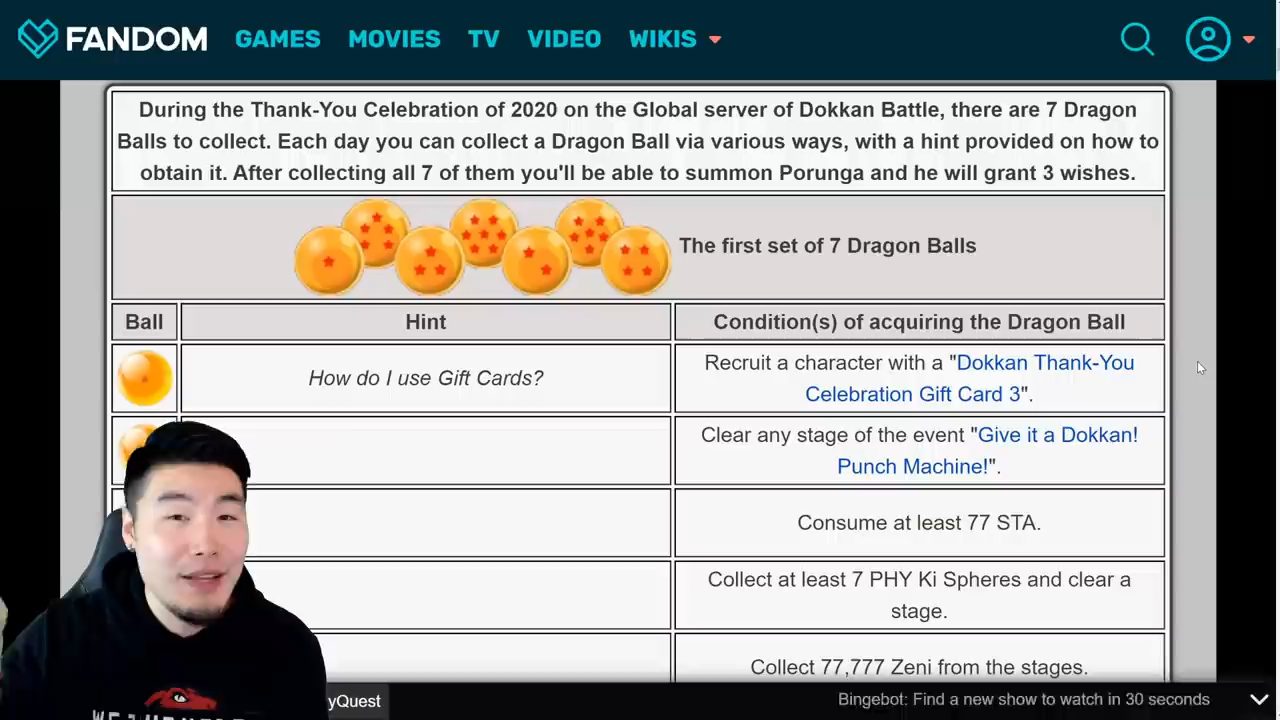 FANDOM GAMES MOVIES TV VIDEO WIKIS
During the Thank-You Celebration of 2020 on the Global server of Dokkan Battle, there are 7 Dragon
Balls to collect. Each day you can collect a Dragon Ball via various ways, with a hint provided on how to
obtain it. After collecting all 7 of them you'll be able to summon Porunga and he will grant 3 wishes.
The first set of 7 Dragon Balls
Ball Hint Condition(s) of acquiring the Dragon Ball
How do I use Gift Cards?
Recruit a character with a "Dokkan Thank-You
Celebration Gift Card 3".
Clear any stage of the event "Give it a Dokkan!
Punch Machine!".
Consume at least 77 STA.
Collect at least 7 PHY Ki Spheres and clear a
stage.
Collect 77,777 Zeni from the stages.
yQuest
Bingebot: Find a new show to watch in 30 seconds